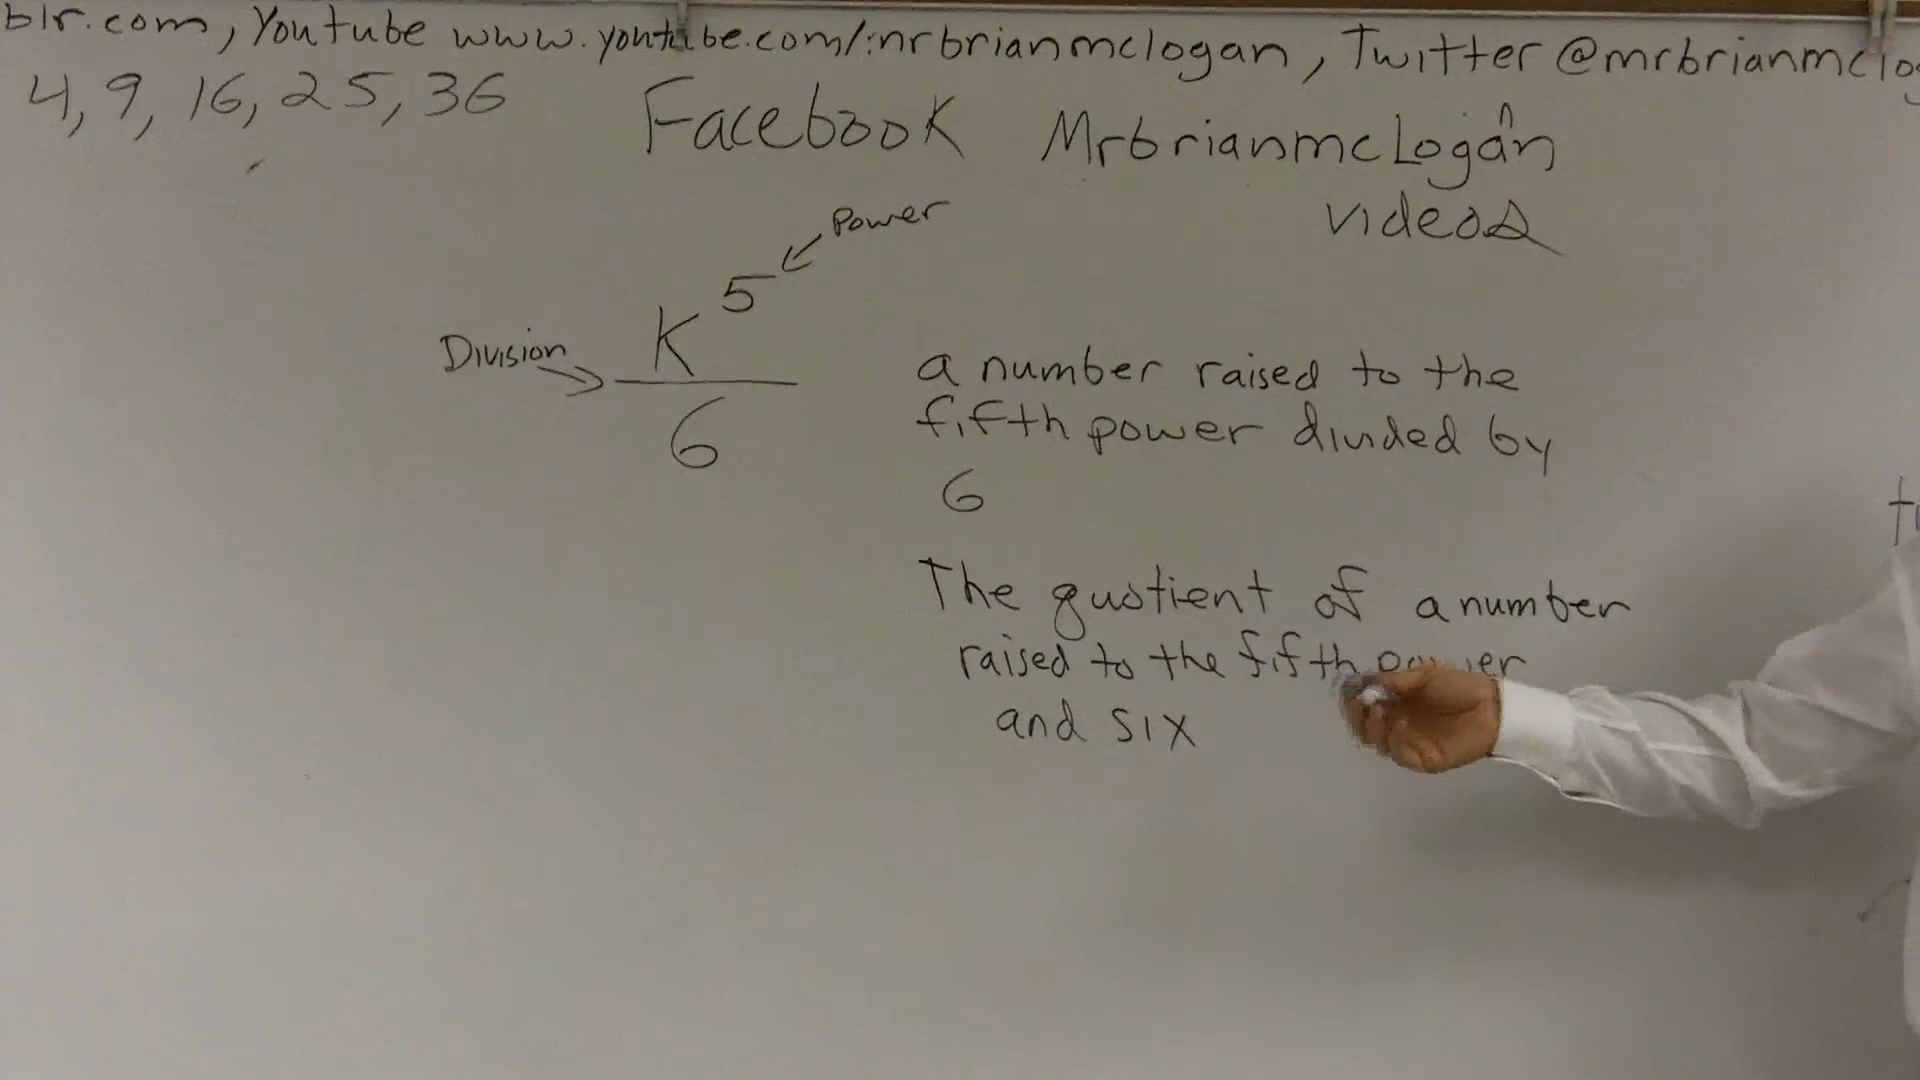 blr.com, Youtube www.youtube.com/mrbrianmclogan, Twitter @mrbrianmclo
4, 9, 16, 25, 36
Facebook MrbrianmcLogan
videos
Power
K^5
Division
6
a number raised to the
fifth power divided by
6
The quotient of a number
raised to the fifth power
and six